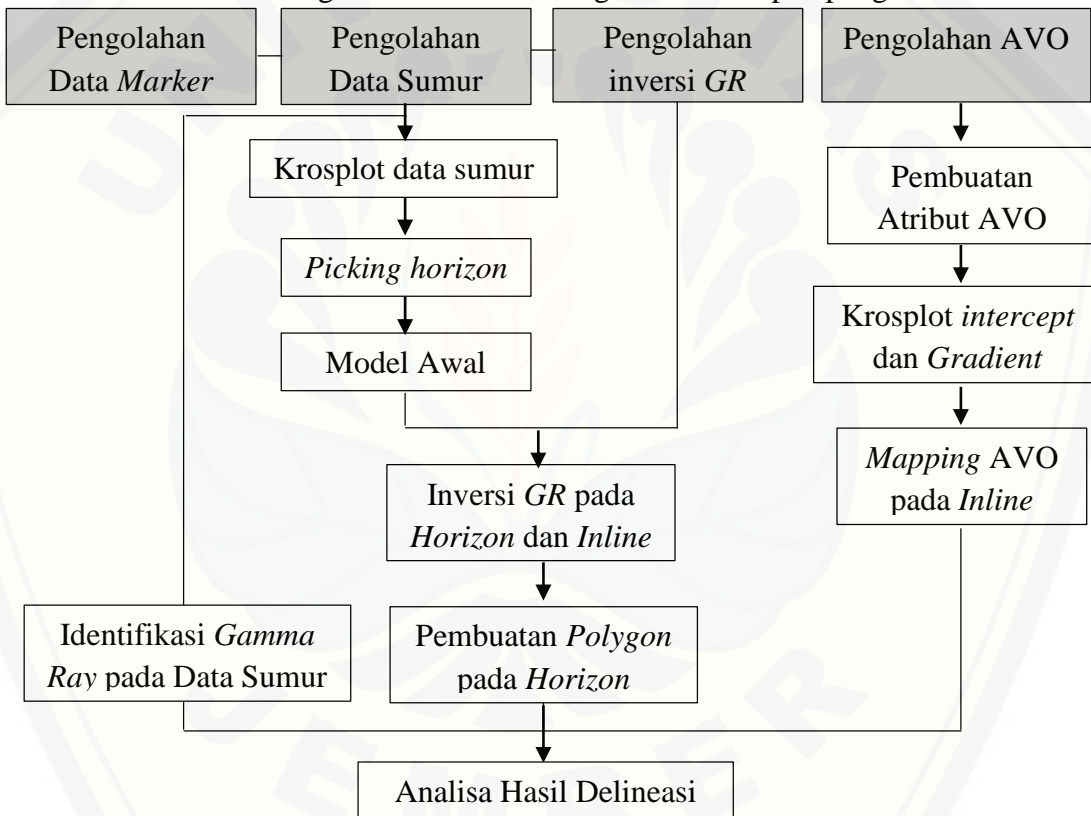 Pengolahan
Data Marker
Pengolahan
Data Sumur
Pengolahan
inversi GR
Pengolahan AVO
Krosplot data sumur
Picking horizon
Model Awal
Pembuatan
Atribut AVO
Krosplot intercept
dan Gradient
Mapping AVO
pada Inline
Inversi GR pada
Horizon dan Inline
Identifikasi Gamma
Ray pada Data Sumur
Pembuatan Polygon
pada Horizon
Analisa Hasil Delineasi
JEMBER